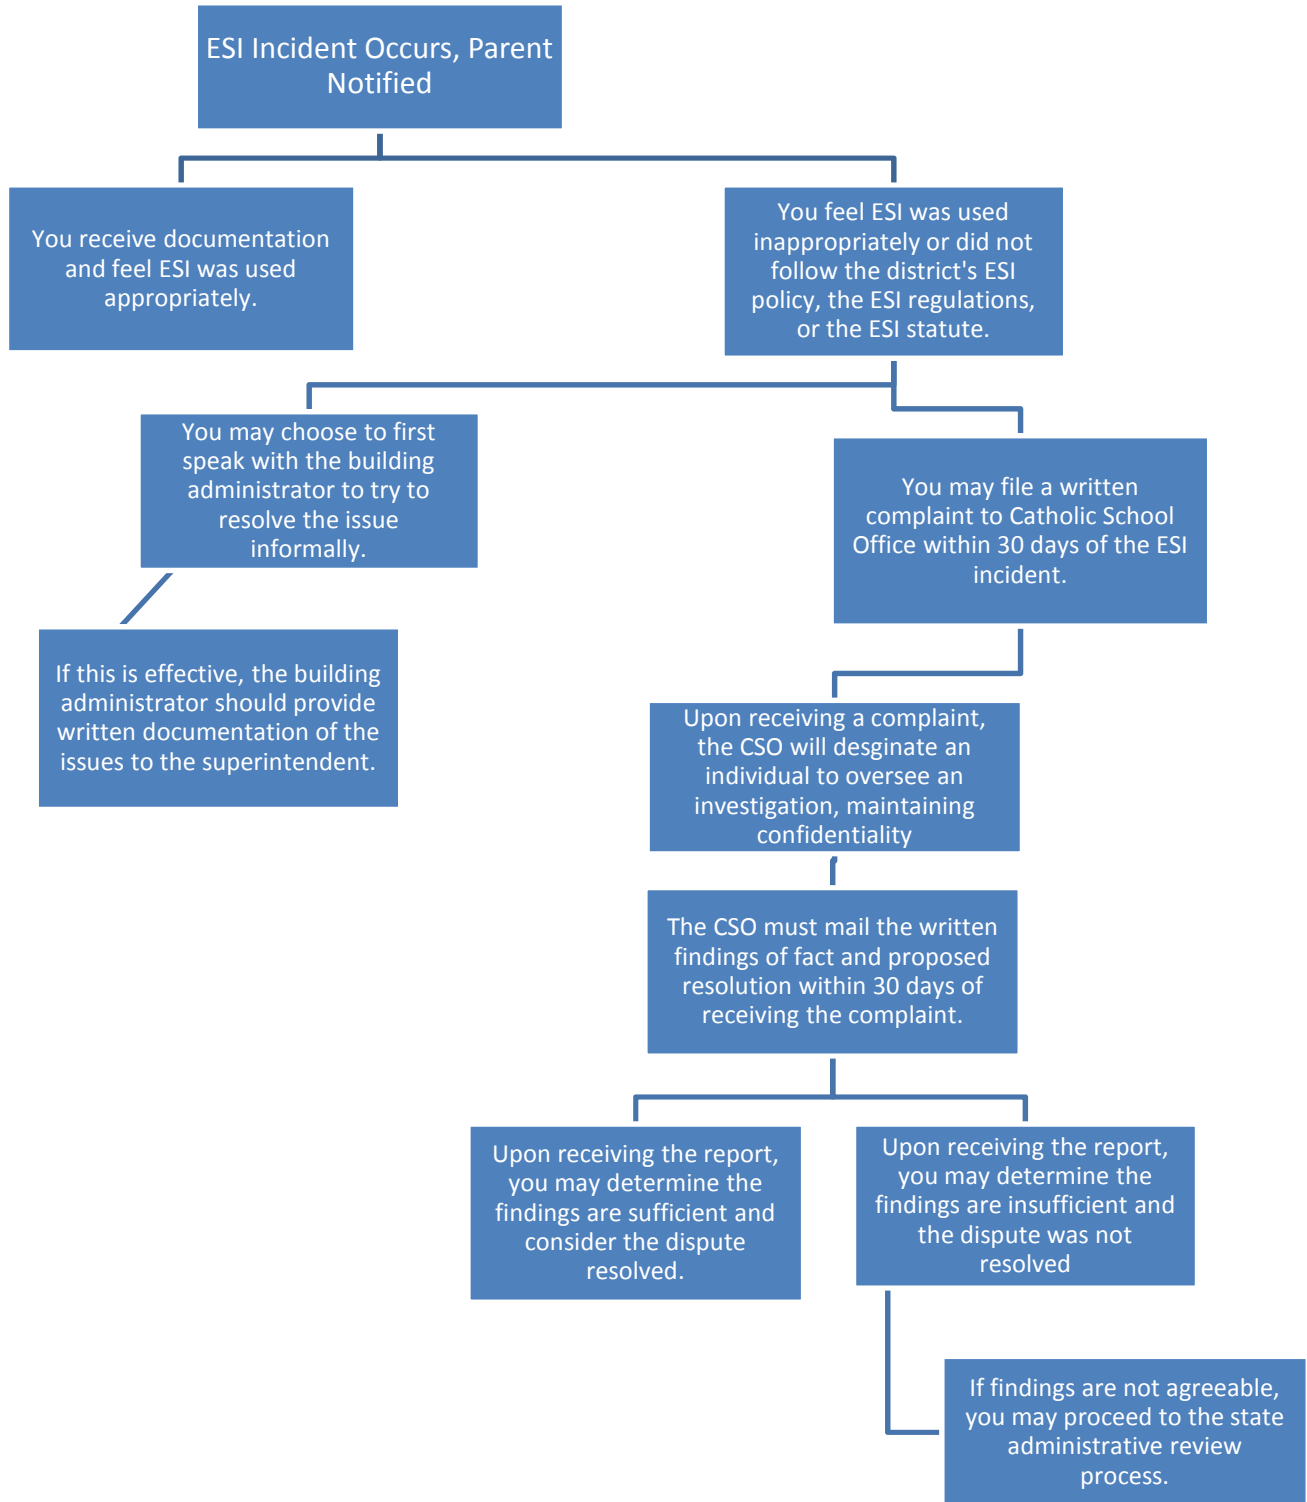 ESI Incident Occurs, Parent
Notified
You receive documentation
and feel ESI was used
appropriately.
You feel ESI was used
inappropriately or did not
follow the district's ESI
policy, the ESI regulations,
or the ESI statute.
You may choose to first
speak with the building
administrator to try to
resolve the issue
informally.
You may file a written
complaint to Catholic School
Office within 30 days of the ESI
incident.
If this is effective, the building
administrator should provide
written documentation of the
issues to the superintendent.
Upon receiving a complaint,
the CSO will desginate an
individual to oversee an
investigation, maintaining
confidentiality
The CSO must mail the written
findings of fact and proposed
resolution within 30 days of
receiving the complaint.
Upon receiving the report,
you may determine the
findings are sufficient and
consider the dispute
resolved.
Upon receiving the report,
you may determine the
findings are insufficient and
the dispute was not
resolved
If findings are not agreeable,
you may proceed to the state
administrative review
process.